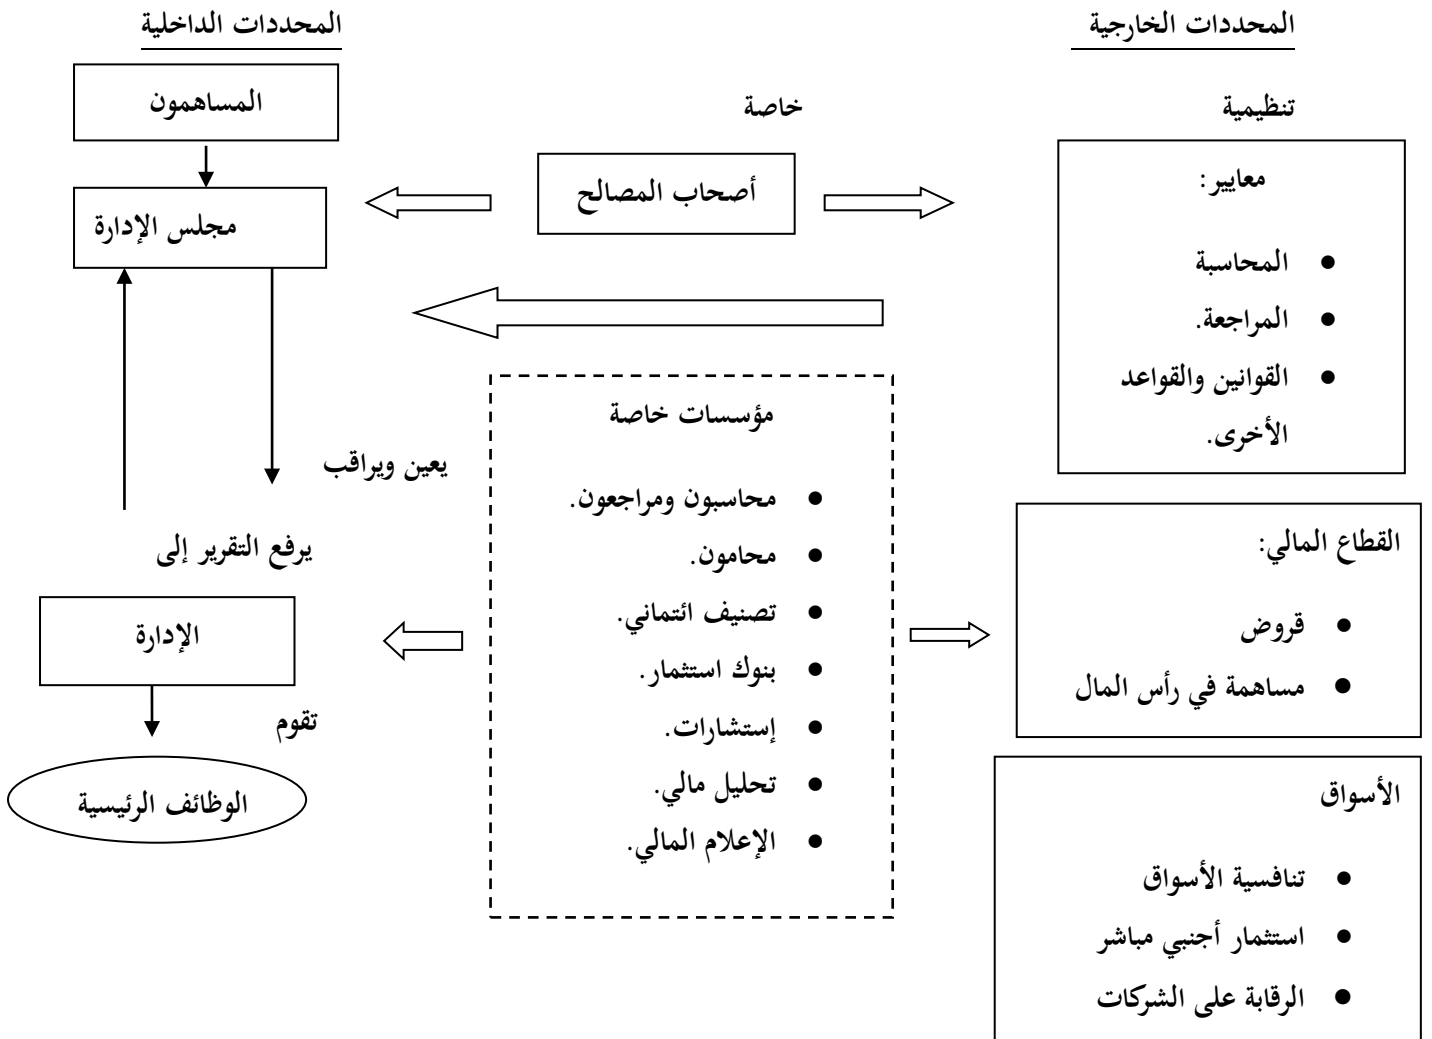 المحددات الخارجية
تنظيمية
معايير:
المحاسبة
المراجعة.
القوانين والقواعد
الأخرى.
القطاع المالي:
قروض
مساهمة في رأس المال
الأسواق
تنافسية الأسواق
استثمار أجنبي مباشر
الرقابة على الشركات
خاصة
أصحاب المصالح
مؤسسات خاصة
محاسبون ومراجعون.
محامون.
تصنيف ائتماني.
بنوك استثمار.
إستشارات.
تحليل مالي.
الإعلام المالي.
المحددات الداخلية
المساهمون
مجلس الإدارة
يعين ويراقب
يرفع التقرير إلى
الإدارة
تقوم
الوظائف الرئيسية